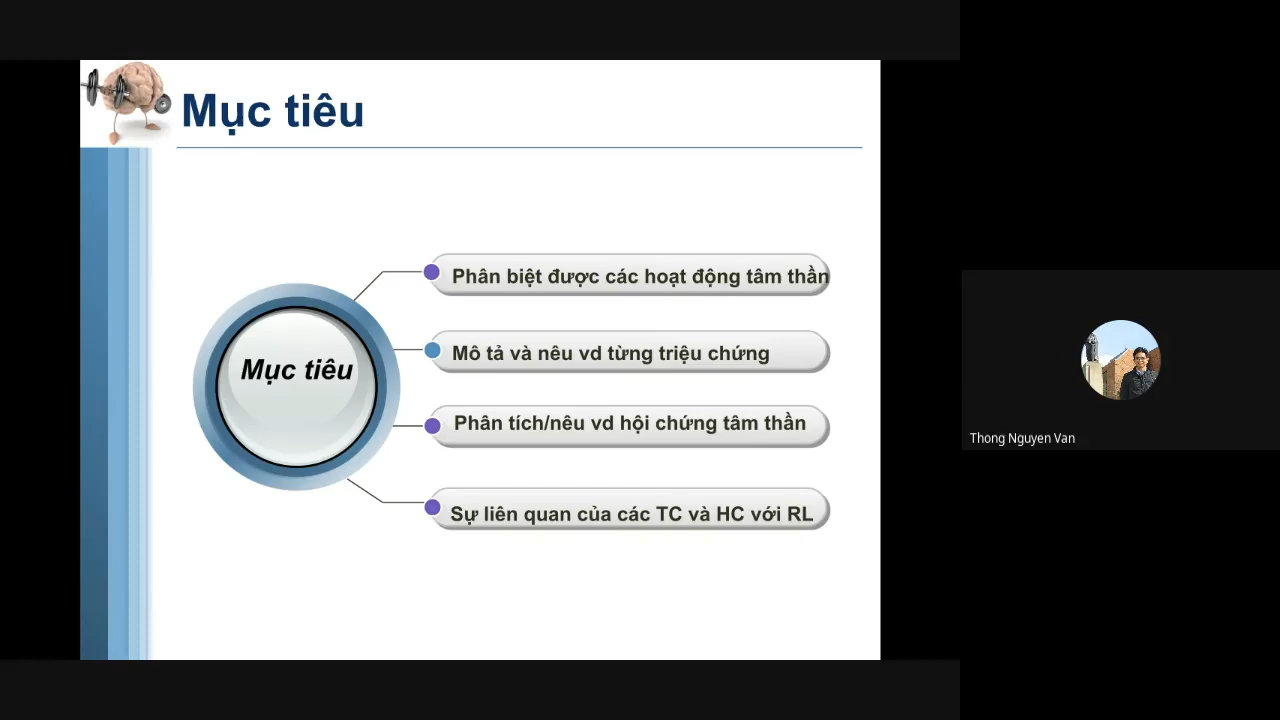 Mục tiêu
Mục tiêu
Phân biệt được các hoạt động tâm thần
Mô tả và nêu vd từng triệu chứng
Phân tích/nêu vd hội chứng tâm thần
Sự liên quan của các TC và HC với RL
Thong Nguyen Van